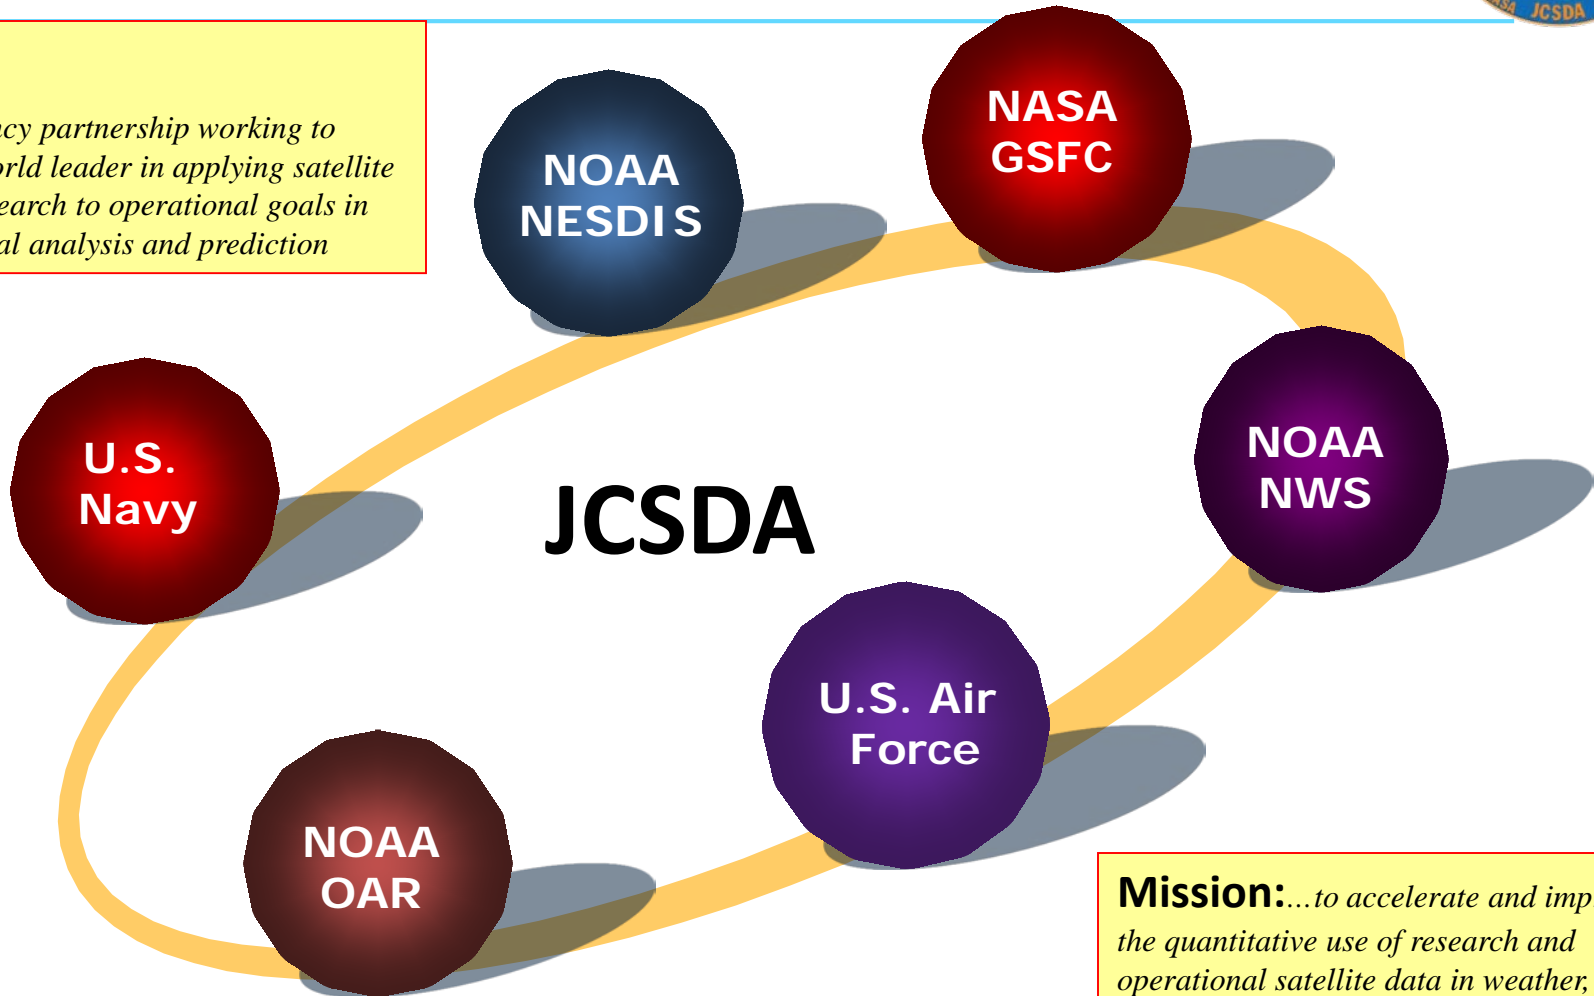 JCSDA
ncy partnership working to
orld leader in applying satellite
earch to operational goals in
al analysis and prediction
NASA
GSFC
NOAA
NESDIS
U.S.
Navy
NOAA
NWS
JCSDA
U.S. Air
Force
NOAA
OAR
Mission:...to accelerate and imp
the quantitative use of research and
operational satellite data in weather,